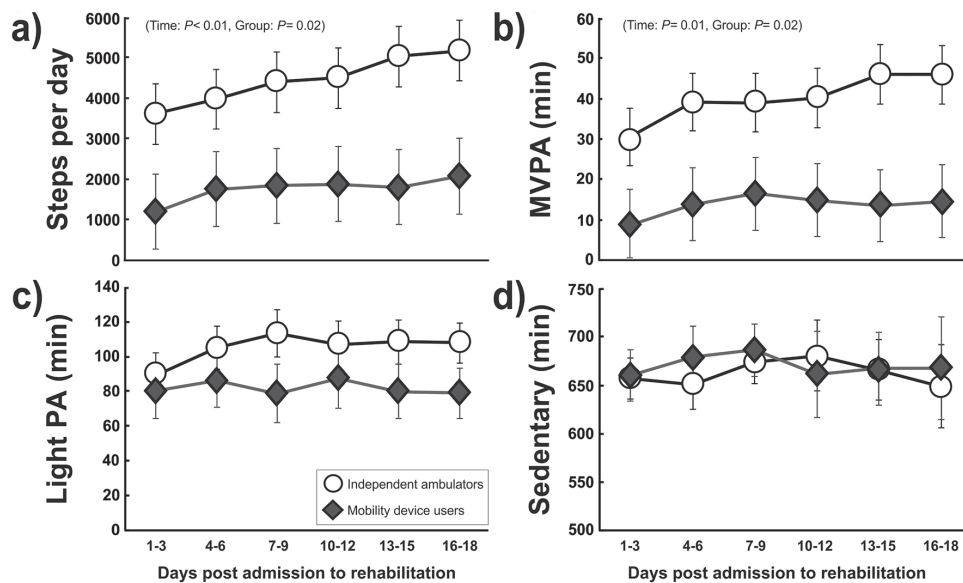 a)
(Time: P< 0.01, Group: P= 0.02)
Steps per day
6000
5000
4000
3000
2000
1000
0
b)
(Time: P= 0.01, Group: P= 0.02)
MVPA (min)
60
50
40
30
20
10
0
c)
Light PA (min)
140
120
100
80
60
40
20
0
Independent ambulators
Mobility device users
1-3 4-6 7-9 10-12 13-15 16-18
Days post admission to rehabilitation
d)
Sedentary (min)
750
700
650
600
550
500
1-3 4-6 7-9 10-12 13-15 16-18
Days post admission to rehabilitation